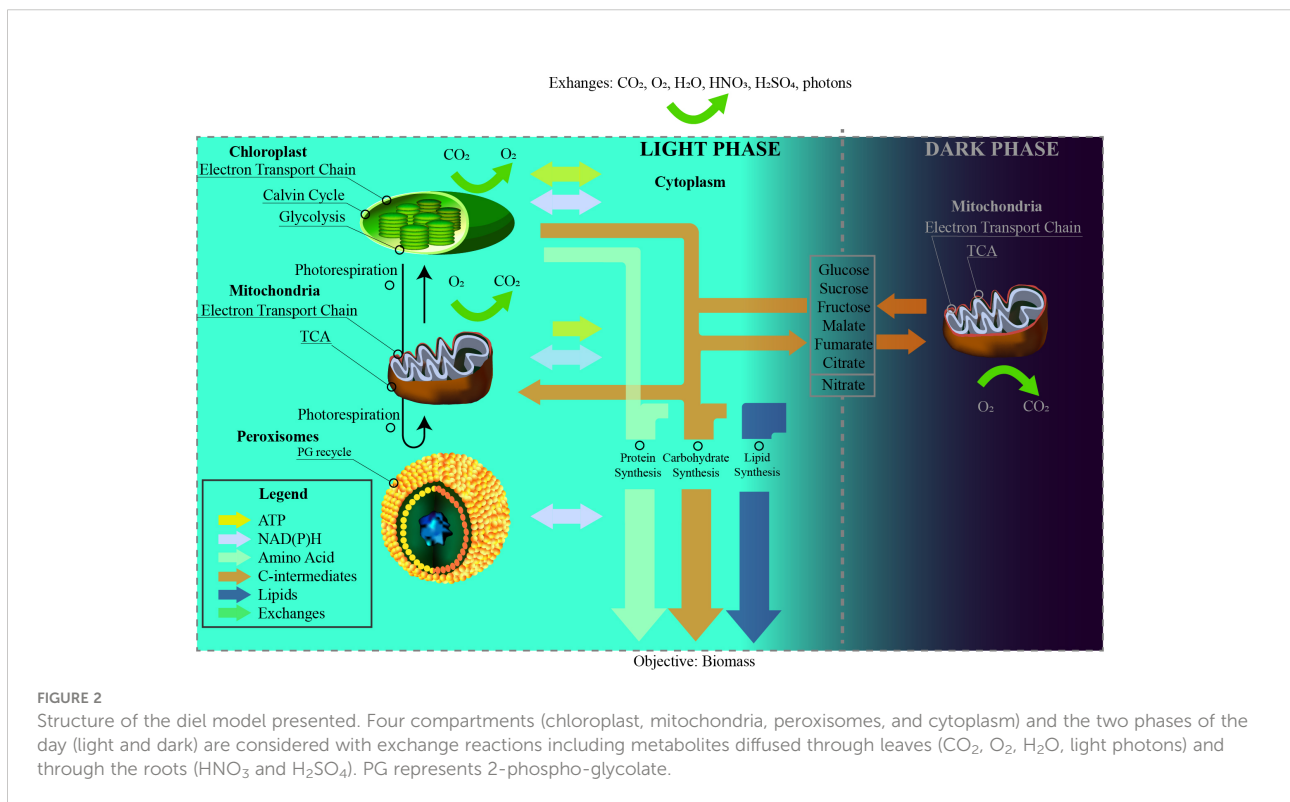 Exhanges: CO₂, O₂, H₂O, HNO₃, H₂SO₄, photons
LIGHT PHASE
DARK PHASE
Cytoplasm
Chloroplast
Electron Transport Chain
Calvin Cycle
Glycolysis
CO₂
O₂
Photorespiration
Mitochondria
Electron Transport Chain
TCA
O₂
CO₂
Photorespiration
Peroxisomes
PG recycle
Legend
ATP
NAD(P)H
Amino Acid
C-intermediates
Lipids
Exchanges
Protein
Synthesis
Carbohydrate
Synthesis
Lipid
Synthesis
Glucose
Sucrose
Fructose
Malate
Fumarate
Citrate
Nitrate
Mitochondria
Electron Transport Chain
TCA
O₂
CO₂
Objective: Biomass
FIGURE 2
Structure of the diel model presented. Four compartments (chloroplast, mitochondria, peroxisomes, and cytoplasm) and the two phases of the
day (light and dark) are considered with exchange reactions including metabolites diffused through leaves (CO₂, O₂, H₂O, light photons) and
through the roots (HNO₃ and H₂SO₄). PG represents 2-phospho-glycolate.